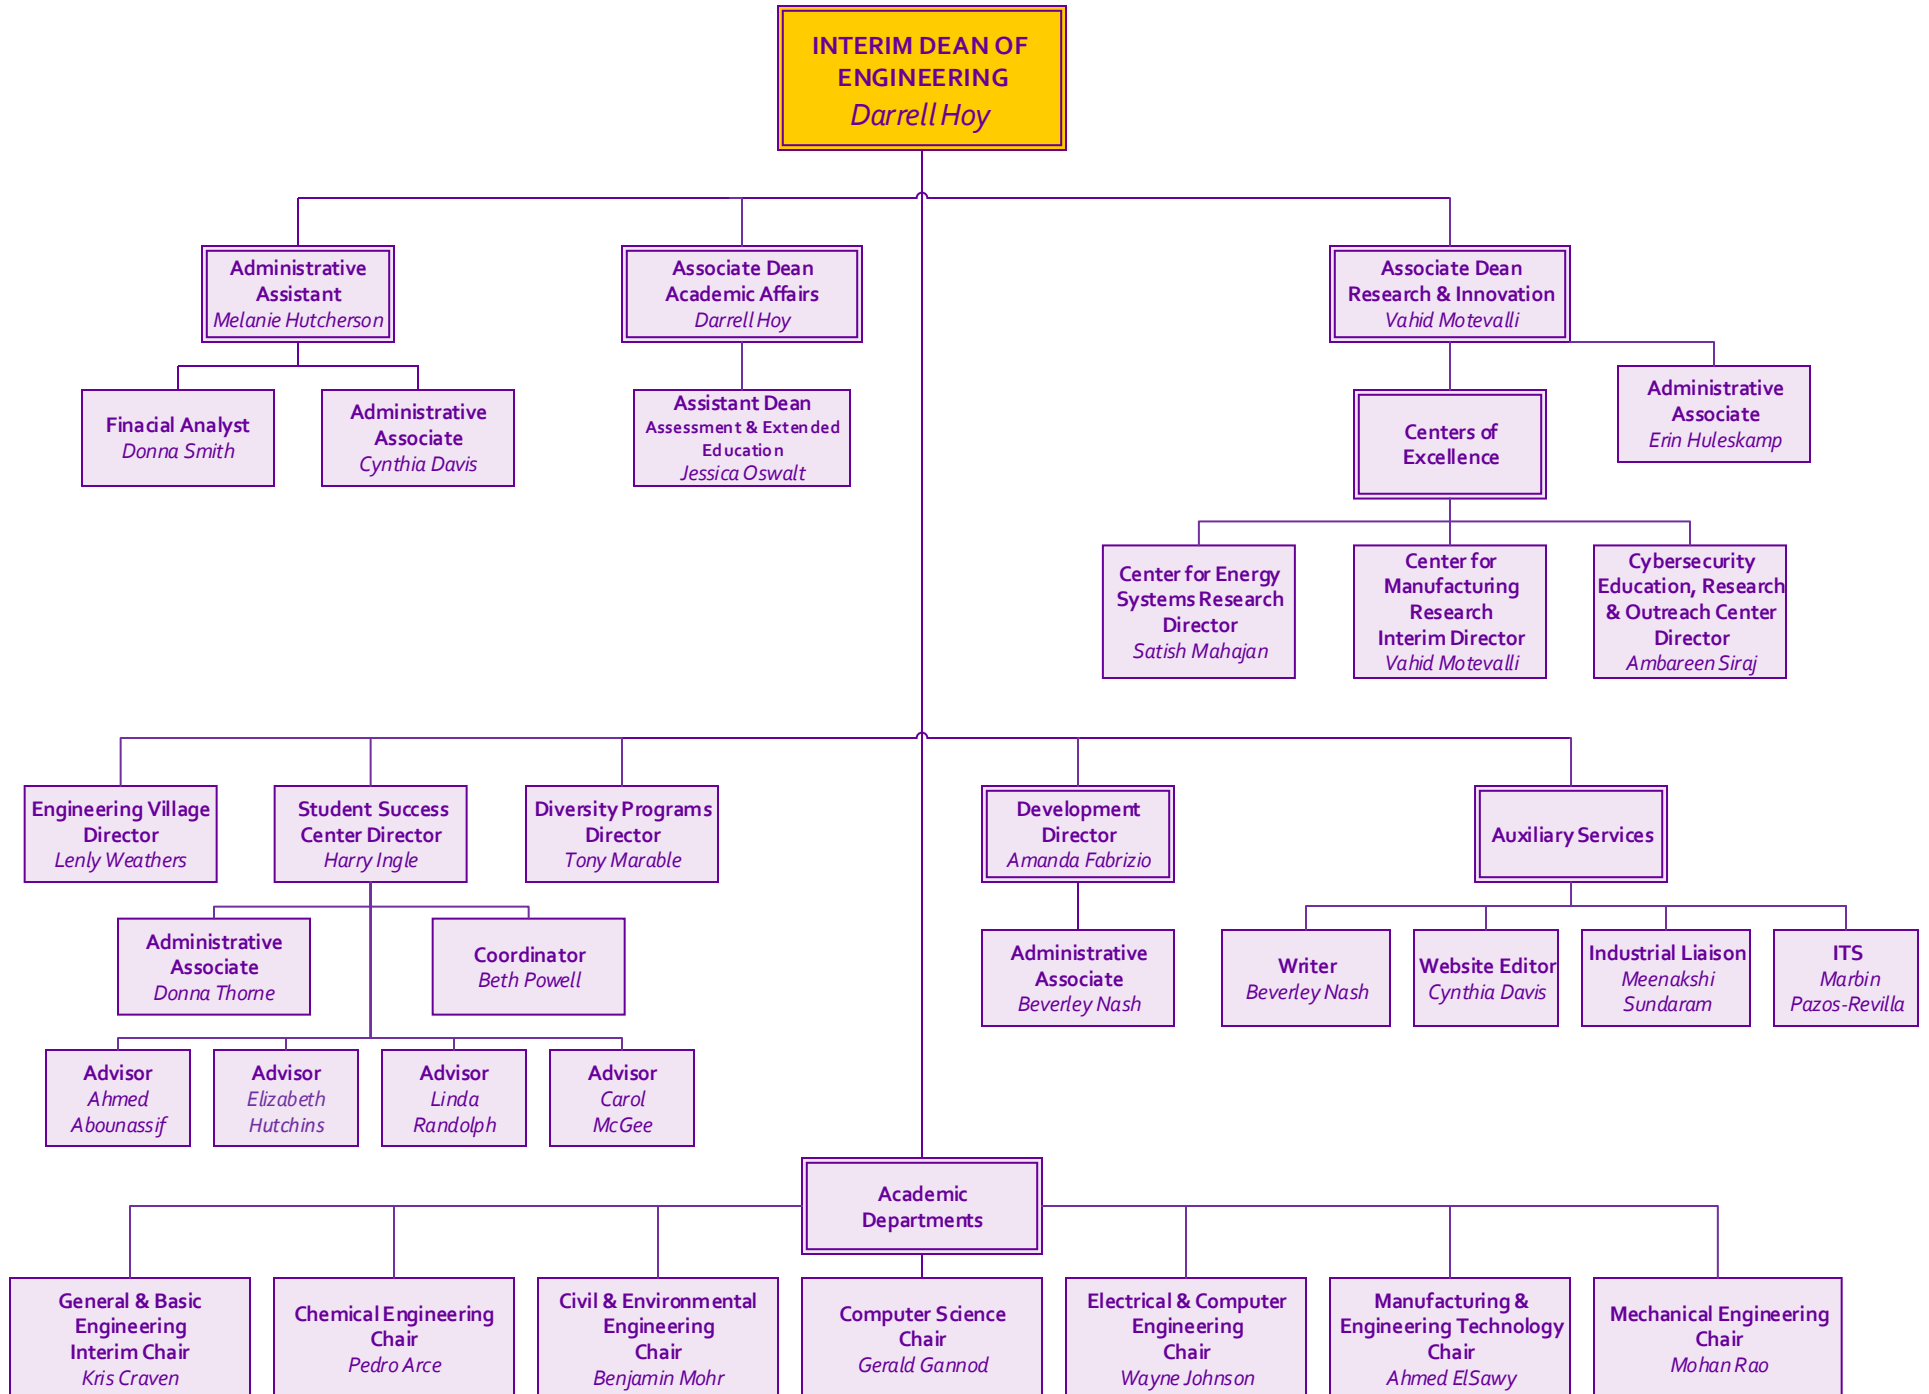 INTERIM DEAN OF
ENGINEERING
Darrell Hoy
Administrative
Assistant
Melanie Hutcherson
Associate Dean
Academic Affairs
Darrell Hoy
Associate Dean
Research & Innovation
Vahid Motevalli
Finacial Analyst
Donna Smith
Administrative
Associate
Cynthia Davis
Assistant Dean
Assessment & Extended
Education
Jessica Oswalt
Centers of
Excellence
Administrative
Associate
Erin Huleskamp
Center for Energy
Systems Research
Director
Satish Mahajan
Center for
Manufacturing
Research
Interim Director
Vahid Motevalli
Cybersecurity
Education, Research
& Outreach Center
Director
Ambareen Siraj
Engineering Village
Director
Lenly Weathers
Student Success
Center Director
Harry Ingle
Diversity Programs
Director
Tony Marable
Development
Director
Amanda Fabrizio
Auxiliary Services
Administrative
Associate
Donna Thorne
Coordinator
Beth Powell
Administrative
Associate
Beverley Nash
Writer
Beverley Nash
Website Editor
Cynthia Davis
Industrial Liaison
Meenakshi
Sundaram
ITS
Marbin
Pazos-Revilla
Advisor
Ahmed
Abounassif
Advisor
Elizabeth
Hutchins
Advisor
Linda
Randolph
Advisor
Carol
McGee
Academic
Departments
General & Basic
Engineering
Interim Chair
Kris Craven
Chemical Engineering
Chair
Pedro Arce
Civil & Environmental
Engineering
Chair
Benjamin Mohr
Computer Science
Chair
Gerald Gannod
Electrical & Computer
Engineering
Chair
Wayne Johnson
Manufacturing &
Engineering Technology
Chair
Ahmed ElSawy
Mechanical Engineering
Chair
Mohan Rao